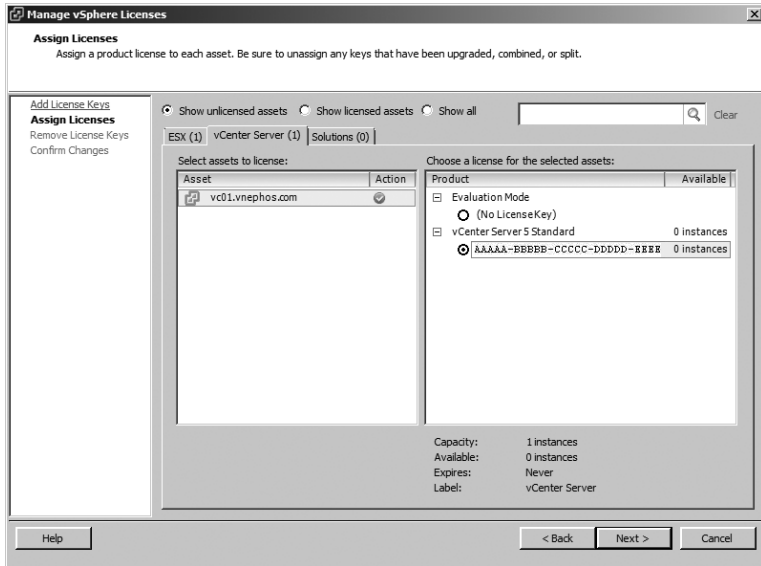 Manage vSphere Licenses
Assign Licenses
Assign a product license to each asset. Be sure to unassign any keys that have been upgraded, combined, or split.
Add License Keys
Assign Licenses
Remove License Keys
Confirm Changes
Show unlicensed assets Show licensed assets Show all Clear
ESX (1) vCenter Server (1) Solutions (0)
Select assets to license:
Asset Action
vc01.vnephos.com
Choose a license for the selected assets:
Product Available
Evaluation Mode
(No License Key)
vCenter Server 5 Standard 0 instances
AAAAA-BBBBB-CCCCC-DDDDD-EEEE 0 instances
Capacity: 1 instances
Available: 0 instances
Expires: Never
Label: vCenter Server
Help < Back Next > Cancel